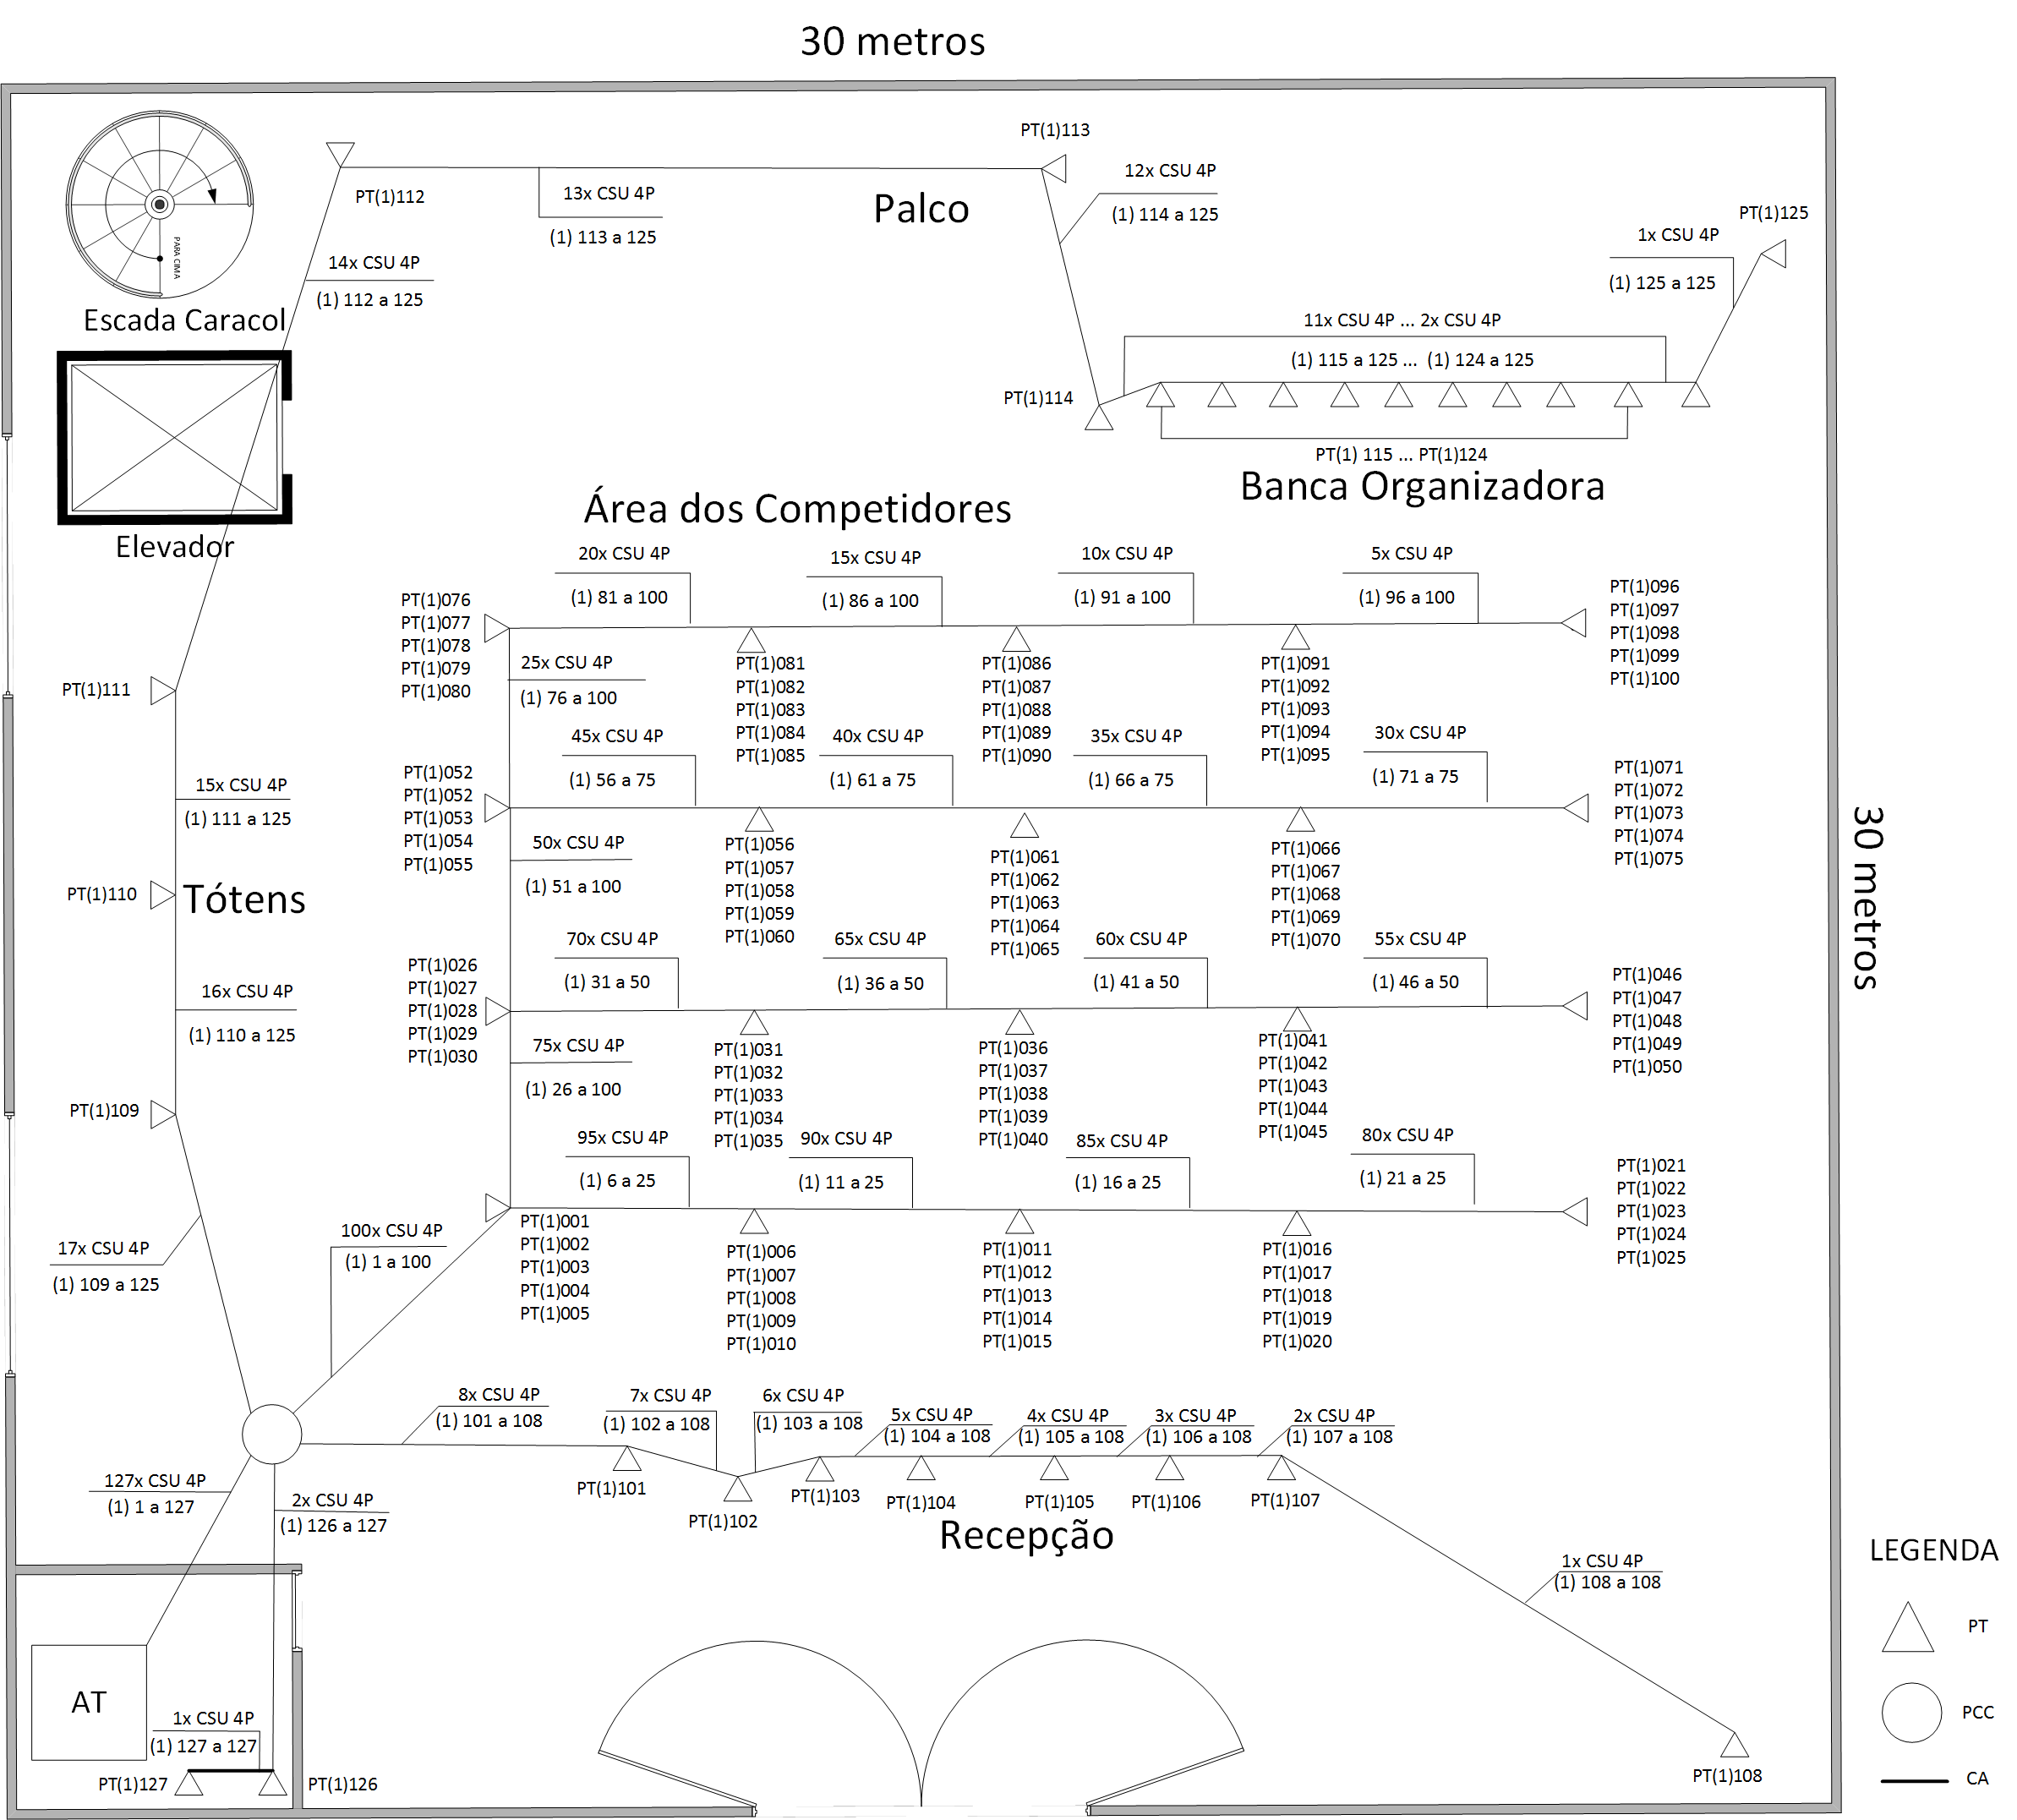 30 metros
PT(1)113
12x CSU 4P
(1) 114 a 125
PT(1)112
13x CSU 4P
(1) 113 a 125
Palco
PT(1)125
1x CSU 4P
(1) 125 a 125
PARA CIMA
14x CSU 4P
(1) 112 a 125
Escada Caracol
11x CSU 4P ... 2x CSU 4P
(1) 115 a 125 ... (1) 124 a 125
PT(1)114
PT(1) 115 ... PT(1)124
Banca Organizadora
Área dos Competidores
Elevador
20x CSU 4P
(1) 81 a 100
15x CSU 4P
(1) 86 a 100
10x CSU 4P
(1) 91 a 100
5x CSU 4P
(1) 96 a 100
PT(1)076
PT(1)077
PT(1)078
PT(1)079
PT(1)080
25x CSU 4P
(1) 76 a 100
PT(1)081
PT(1)082
PT(1)083
PT(1)084
PT(1)085
PT(1)086
PT(1)087
PT(1)088
PT(1)089
PT(1)090
PT(1)091
PT(1)092
PT(1)093
PT(1)094
PT(1)095
PT(1)096
PT(1)097
PT(1)098
PT(1)099
PT(1)100
PT(1)111
45x CSU 4P
(1) 56 a 75
40x CSU 4P
(1) 61 a 75
35x CSU 4P
(1) 66 a 75
30x CSU 4P
(1) 71 a 75
PT(1)052
PT(1)052
PT(1)053
PT(1)054
PT(1)055
15x CSU 4P
(1) 111 a 125
50x CSU 4P
(1) 51 a 100
PT(1)056
PT(1)057
PT(1)058
PT(1)059
PT(1)060
PT(1)061
PT(1)062
PT(1)063
PT(1)064
PT(1)065
PT(1)066
PT(1)067
PT(1)068
PT(1)069
PT(1)070
PT(1)071
PT(1)072
PT(1)073
PT(1)074
PT(1)075
30 metros
PT(1)110
Tótens
70x CSU 4P
(1) 31 a 50
65x CSU 4P
(1) 36 a 50
60x CSU 4P
(1) 41 a 50
55x CSU 4P
(1) 46 a 50
PT(1)026
PT(1)027
PT(1)028
PT(1)029
PT(1)030
16x CSU 4P
(1) 110 a 125
75x CSU 4P
(1) 26 a 100
PT(1)031
PT(1)032
PT(1)033
PT(1)034
PT(1)035
PT(1)036
PT(1)037
PT(1)038
PT(1)039
PT(1)040
PT(1)041
PT(1)042
PT(1)043
PT(1)044
PT(1)045
PT(1)046
PT(1)047
PT(1)048
PT(1)049
PT(1)050
PT(1)109
95x CSU 4P
(1) 6 a 25
90x CSU 4P
(1) 11 a 25
85x CSU 4P
(1) 16 a 25
80x CSU 4P
(1) 21 a 25
17x CSU 4P
(1) 109 a 125
100x CSU 4P
(1) 1 a 100
PT(1)001
PT(1)002
PT(1)003
PT(1)004
PT(1)005
PT(1)006
PT(1)007
PT(1)008
PT(1)009
PT(1)010
PT(1)011
PT(1)012
PT(1)013
PT(1)014
PT(1)015
PT(1)016
PT(1)017
PT(1)018
PT(1)019
PT(1)020
PT(1)021
PT(1)022
PT(1)023
PT(1)024
PT(1)025
8x CSU 4P
(1) 101 a 108
7x CSU 4P
(1) 102 a 108
6x CSU 4P
(1) 103 a 108
5x CSU 4P
(1) 104 a 108
4x CSU 4P
(1) 105 a 108
3x CSU 4P
(1) 106 a 108
2x CSU 4P
(1) 107 a 108
PT(1)101
PT(1)102
PT(1)103
PT(1)104
PT(1)105
PT(1)106
PT(1)107
127x CSU 4P
(1) 1 a 127
2x CSU 4P
(1) 126 a 127
Recepção
1x CSU 4P
(1) 108 a 108
PT(1)108
AT
1x CSU 4P
(1) 127 a 127
PT(1)127
PT(1)126
LEGENDA
PT
PCC
CA